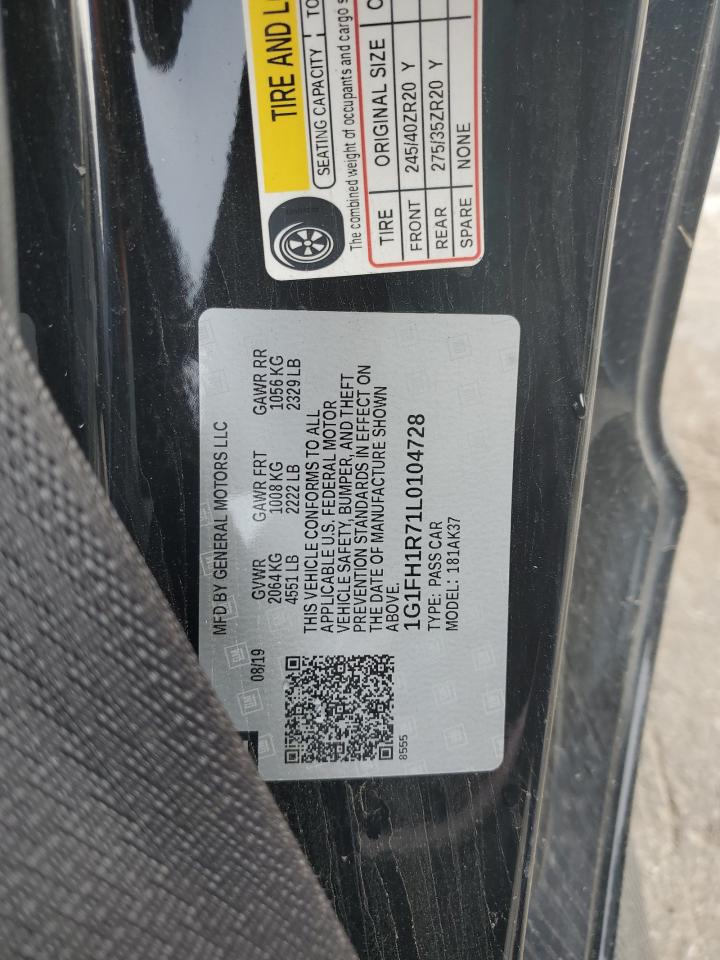 TIRE AND
SEATING CAPACITY
The combined weight of occupants and cargo
TIRE ORIGINAL SIZE
FRONT 245/40ZR20 Y
REAR 275/35ZR20 Y
SPARE NONE
MFD BY GENERAL MOTORS LLC
08/19 GVWR GAWR FRT GAWR RR
2064 KG 1008 KG 1056 KG
4551 LB 2222 LB 2329 LB
THIS VEHICLE CONFORMS TO ALL
APPLICABLE U.S. FEDERAL MOTOR
VEHICLE SAFETY, BUMPER, AND THEFT
PREVENTION STANDARDS IN EFFECT ON
THE DATE OF MANUFACTURE SHOWN
ABOVE.
1G1FH1R71L0104728
TYPE: PASS CAR
MODEL: 181AK37
8555